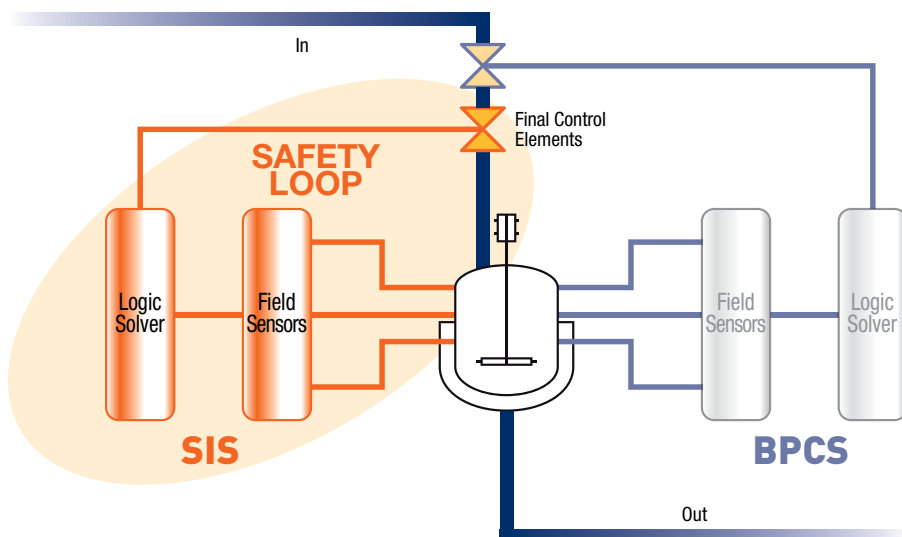 In
Final Control
Elements
SAFETY
LOOP
Logic
Solver
Field
Sensors
Field
Sensors
Logic
Solver
SIS
BPCS
Out